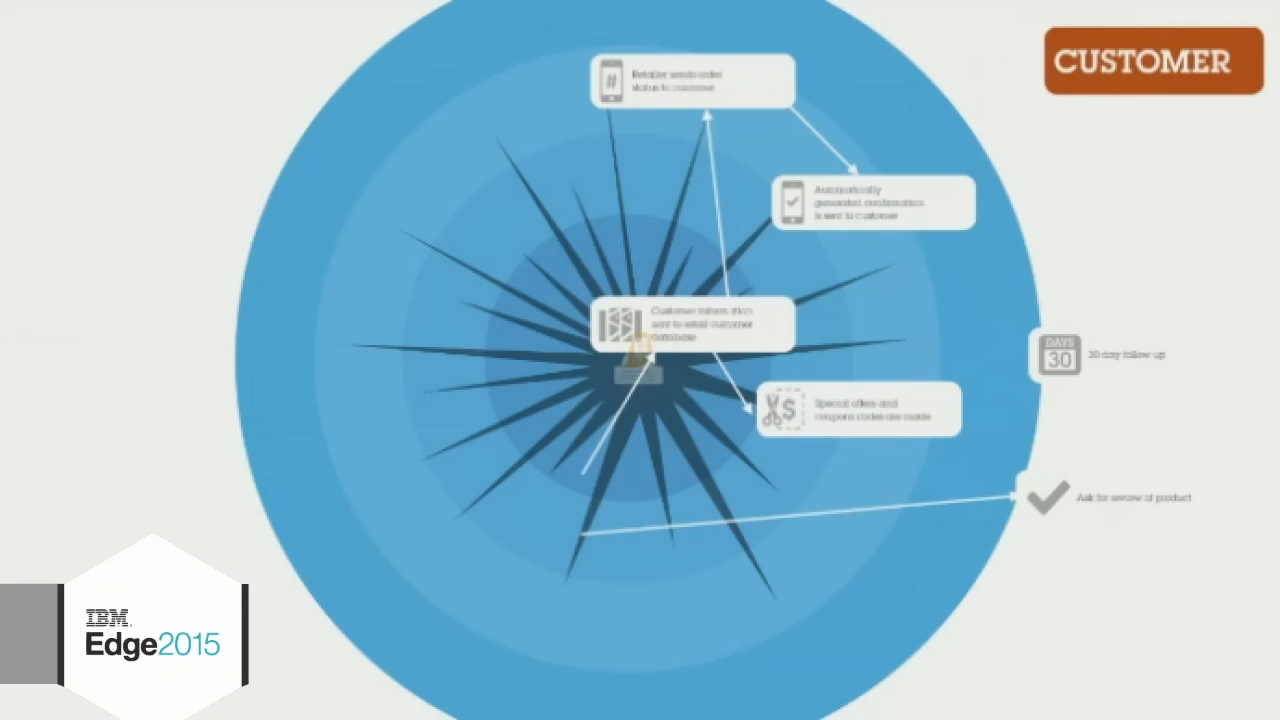 CUSTOMER
#
Retailer sends order
status to customer
Automatically
generated confirmation
is sent to customer
Customer information
sent to retail customer
database
DAYS
30
30 day follow up
$
Special offers and
coupons codes are made
Ask for review of product
IBM
Edge2015